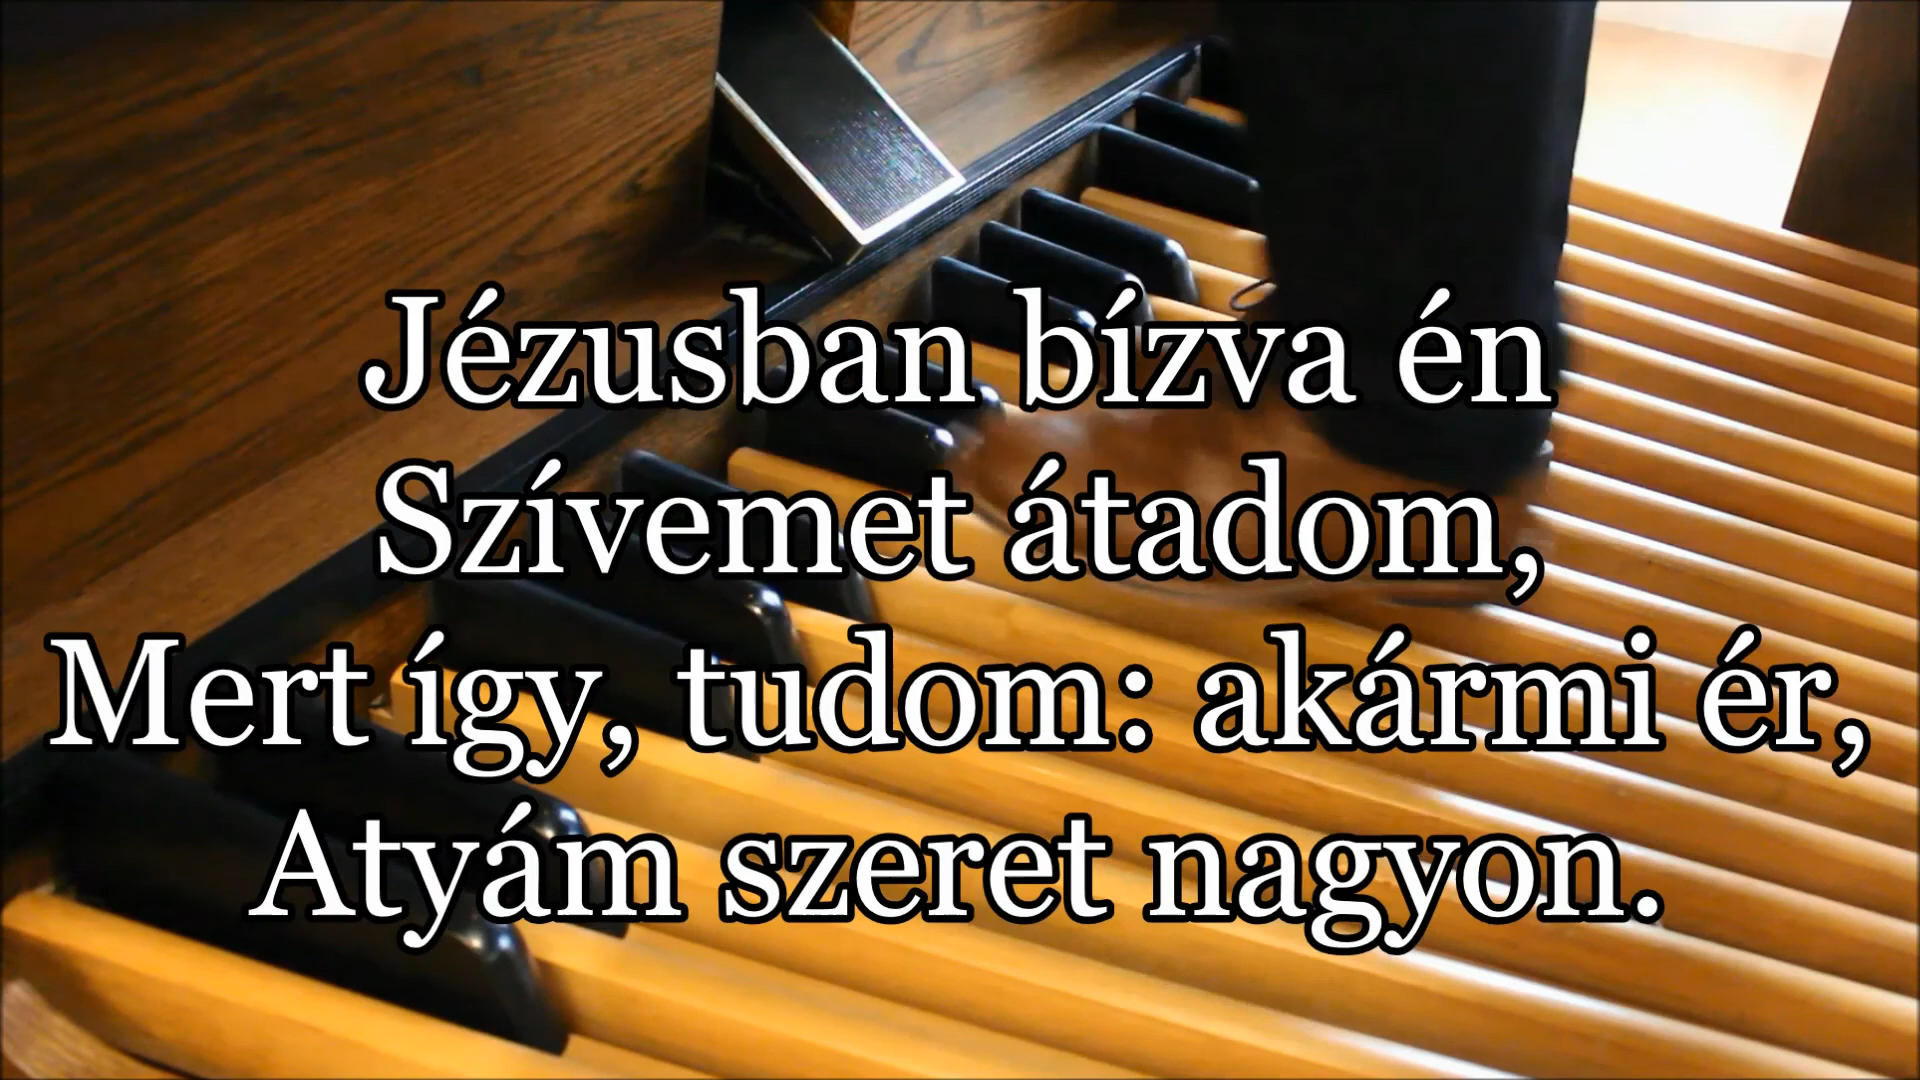 Jézusban bízva én
Szívemet átadom,
Mert így, tudom: akármi ér,
Atyám szeret nagyon.